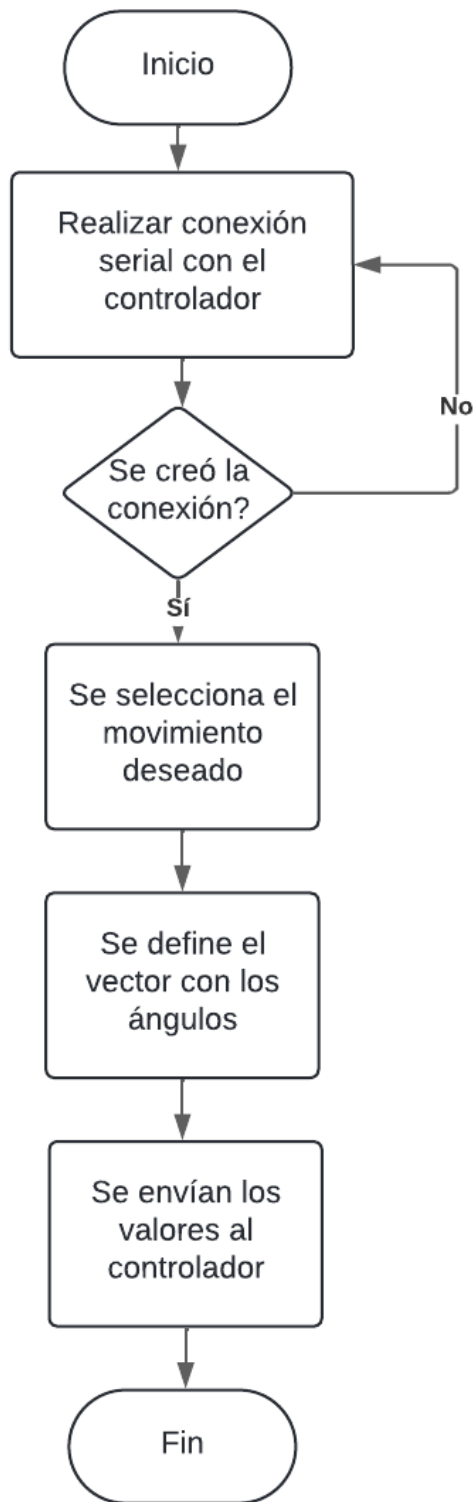 Inicio
Realizar conexión
serial con el
controlador
No
Se creó la
conexión?
Sí
Se selecciona el
movimiento
deseado
Se define el
vector con los
ángulos
Se envían los
valores al
controlador
Fin